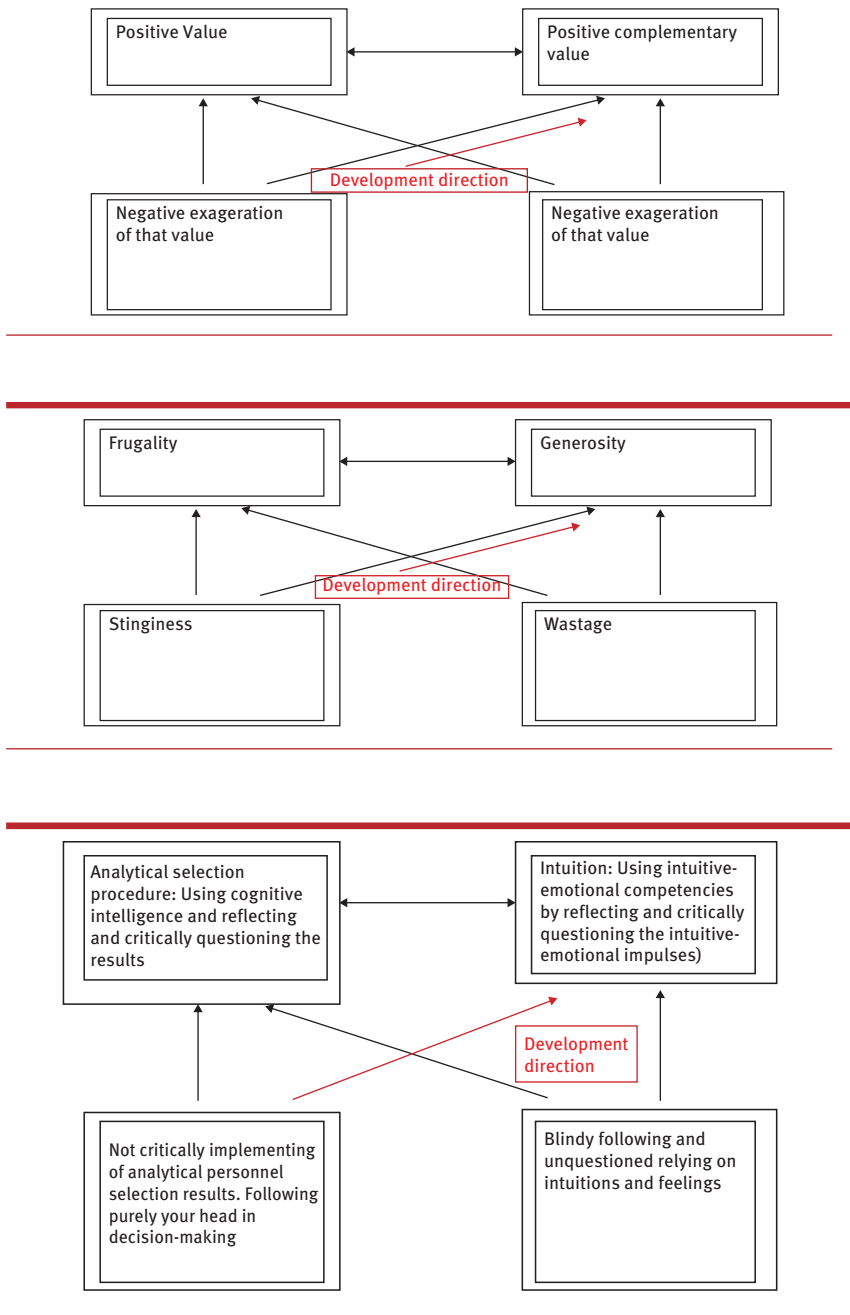 Positive Value
Positive complementary
value
Development direction
Negative exageration
of that value
Negative exageration
of that value
Frugality
Generosity
Development direction
Stinginess
Wastage
Analytical selection
procedure: Using cognitive
intelligence and reflecting
and critically questioning the
results
Intuition: Using intuitive-
emotional competencies
by reflecting and critically
questioning the intuitive-
emotional impulses)
Development
direction
Not critically implementing
of analytical personnel
selection results. Following
purely your head in
decision-making
Blindy following and
unquestioned relying on
intuitions and feelings